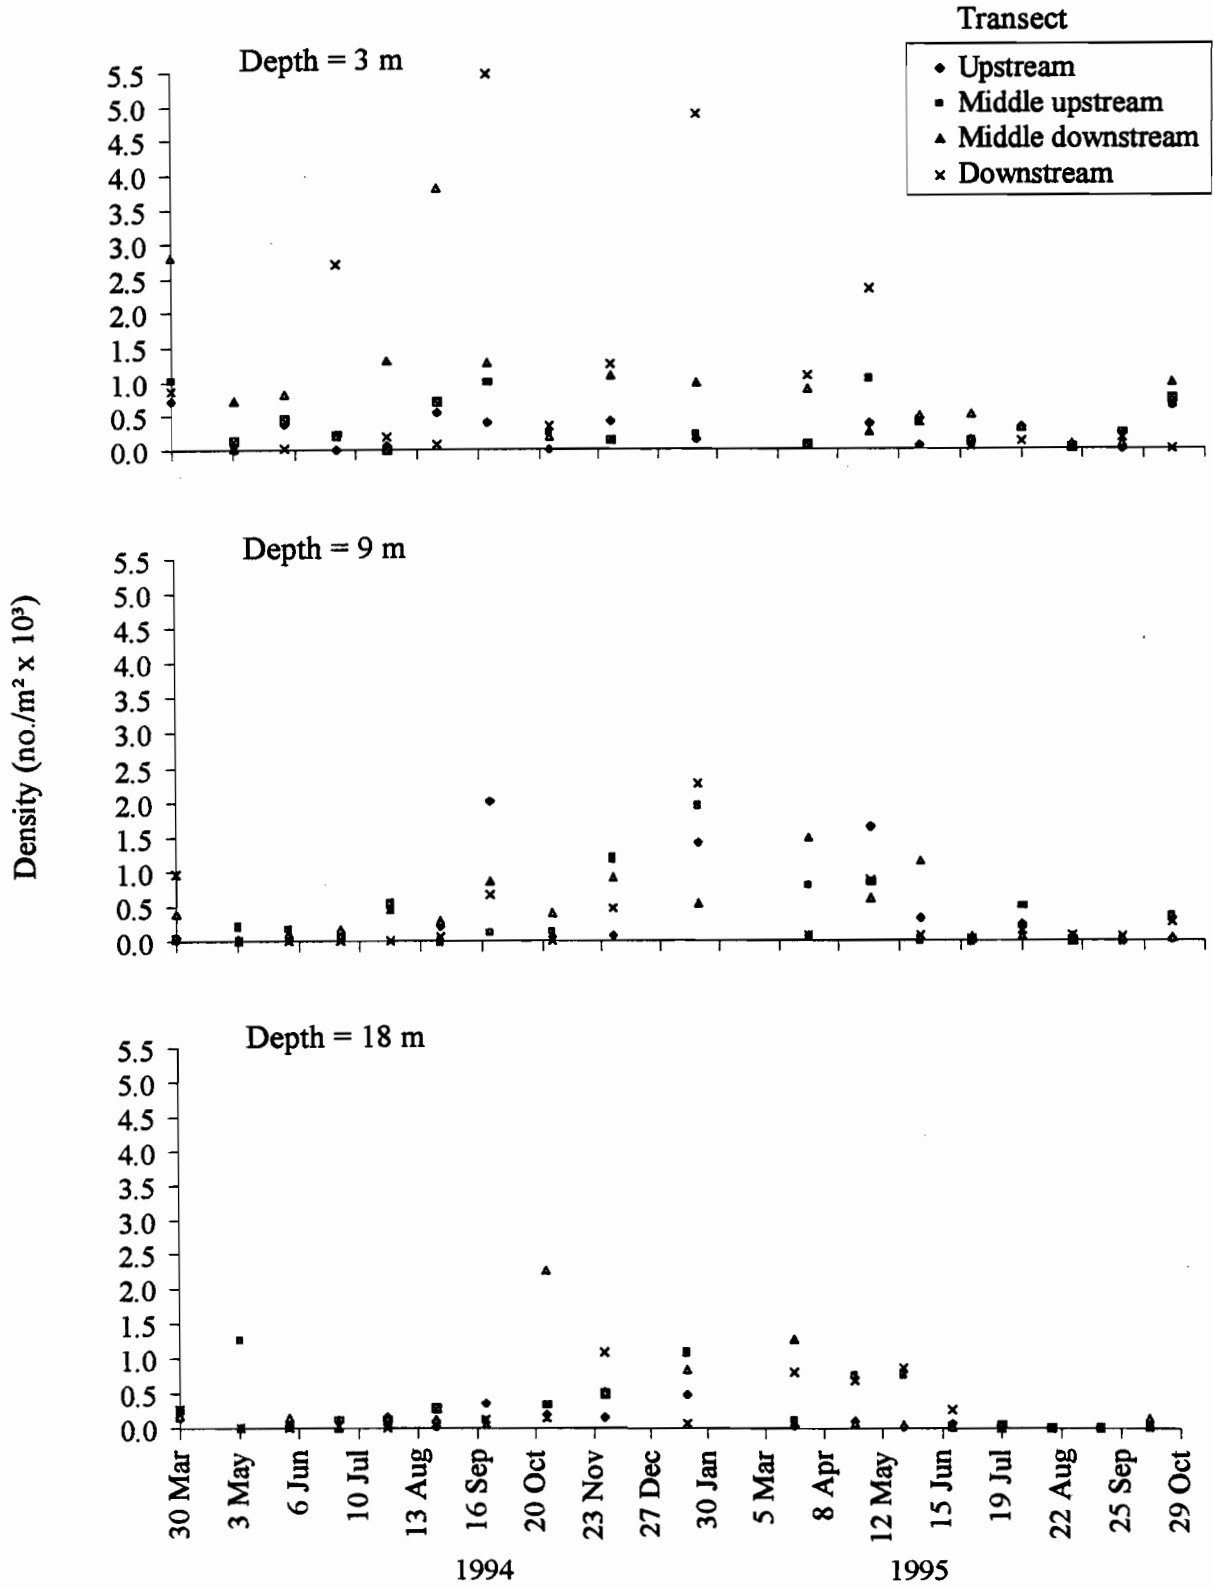 Transect
Upstream
Middle upstream
Middle downstream
Downstream
Depth = 3 m
5.5
5.0
4.5
4.0
3.5
3.0
2.5
2.0
1.5
1.0
0.5
0.0
Depth = 9 m
5.5
5.0
4.5
4.0
3.5
3.0
2.5
2.0
1.5
1.0
0.5
0.0
Density (no./m² x 10³)
Depth = 18 m
5.5
5.0
4.5
4.0
3.5
3.0
2.5
2.0
1.5
1.0
0.5
0.0
30 Mar
3 May
6 Jun
10 Jul
13 Aug
16 Sep
20 Oct
23 Nov
27 Dec
30 Jan
5 Mar
8 Apr
12 May
15 Jun
19 Jul
22 Aug
25 Sep
29 Oct
1994
1995